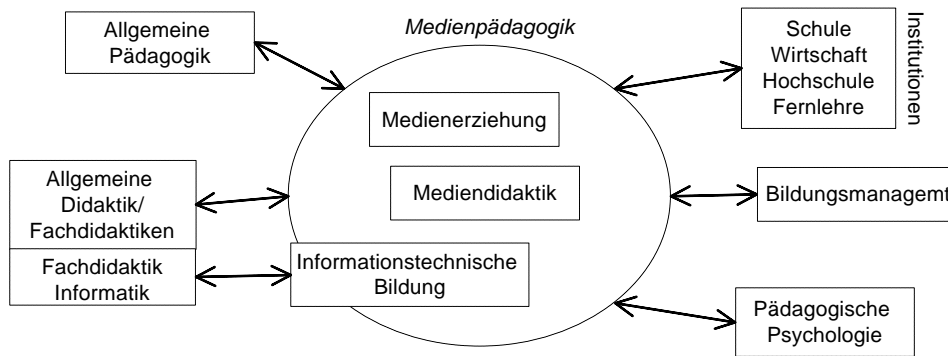 Allgemeine
Pädagogik
Medienpädagogik
Schule
Wirtschaft
Hochschule
Fernlehre
Institutionen
Medienerziehung
Allgemeine
Didaktik/
Fachdidaktiken
Mediendidaktik
Bildungsmanagemt
Fachdidaktik
Informatik
Informationstechnische
Bildung
Pädagogische
Psychologie